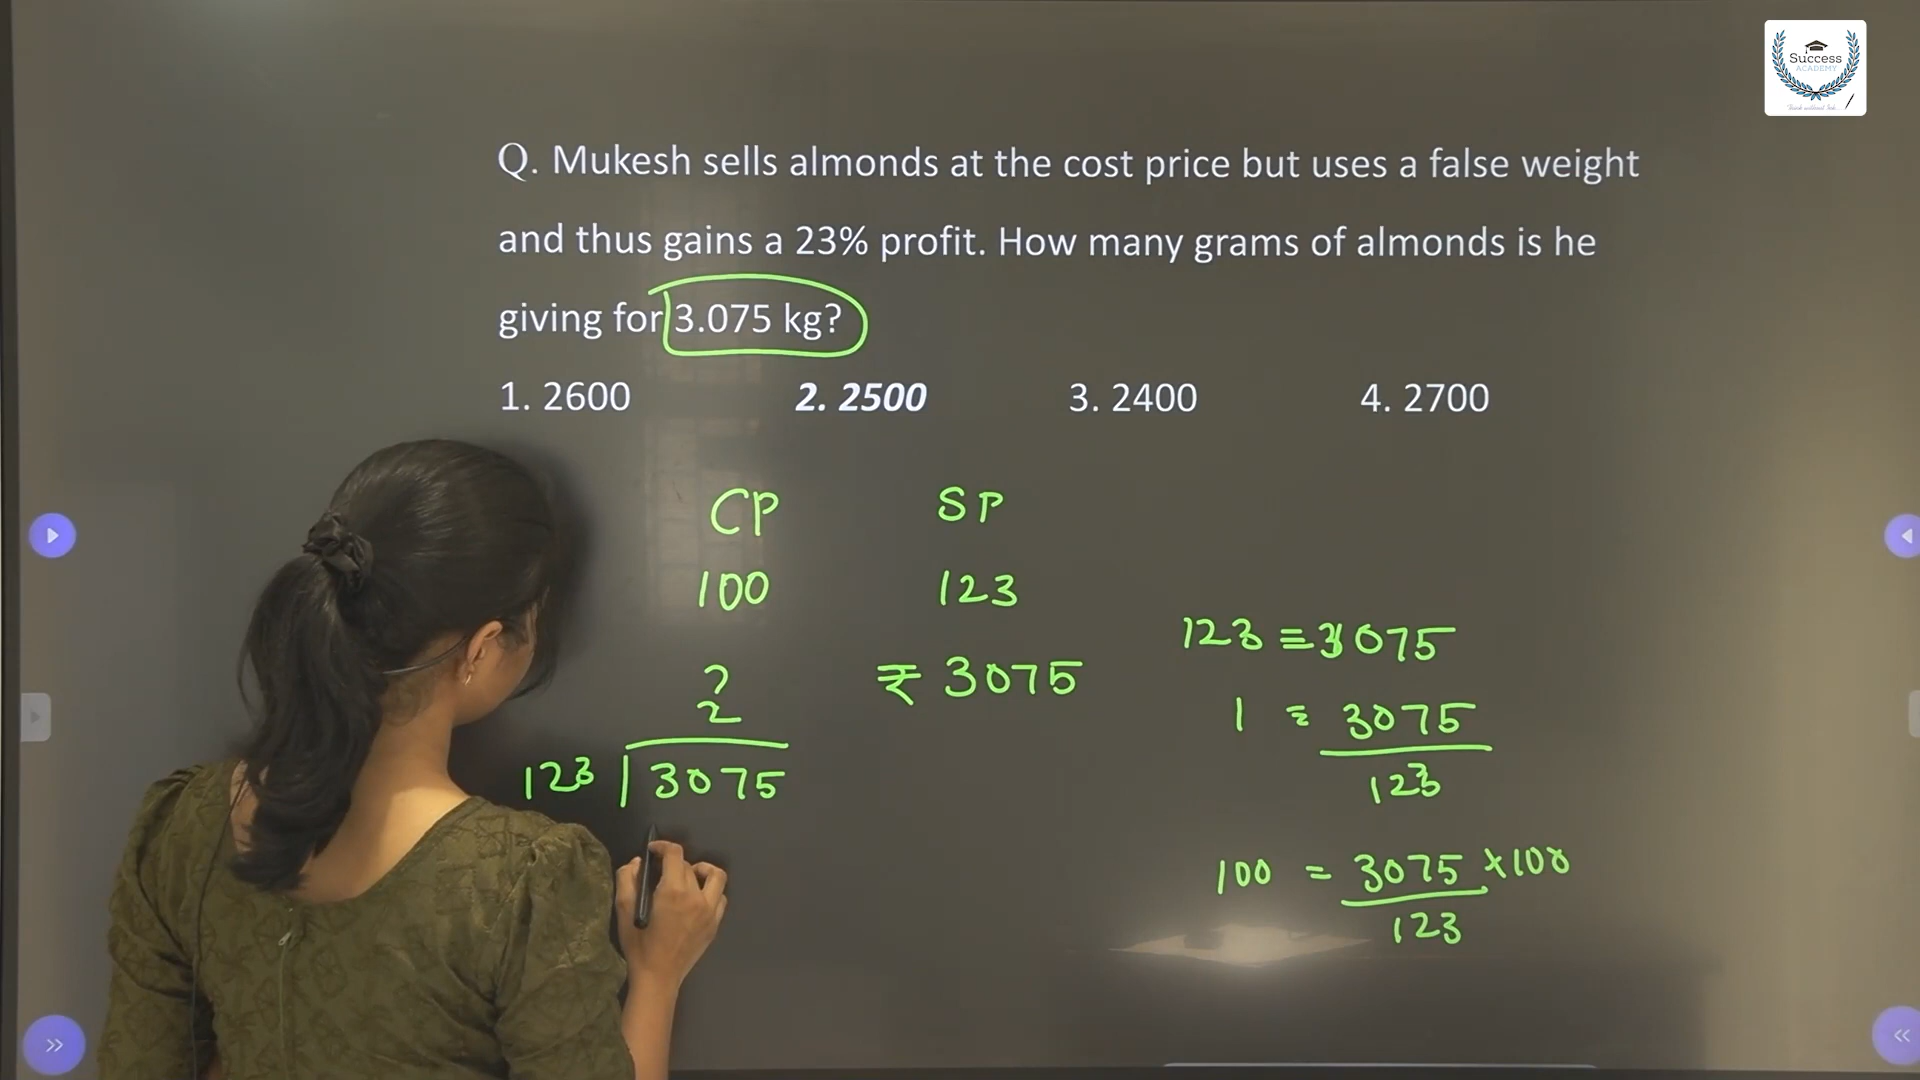 Success
ACADEMY
Q. Mukesh sells almonds at the cost price but uses a false weight
and thus gains a 23% profit. How many grams of almonds is he
giving for 3.075 kg?
1. 2600 2. 2500 3. 2400 4. 2700
CP SP
100 123
? ₹ 3075
2
123 3075
123 = 3075
1 = 3075
123
100 = 3075 × 100
123